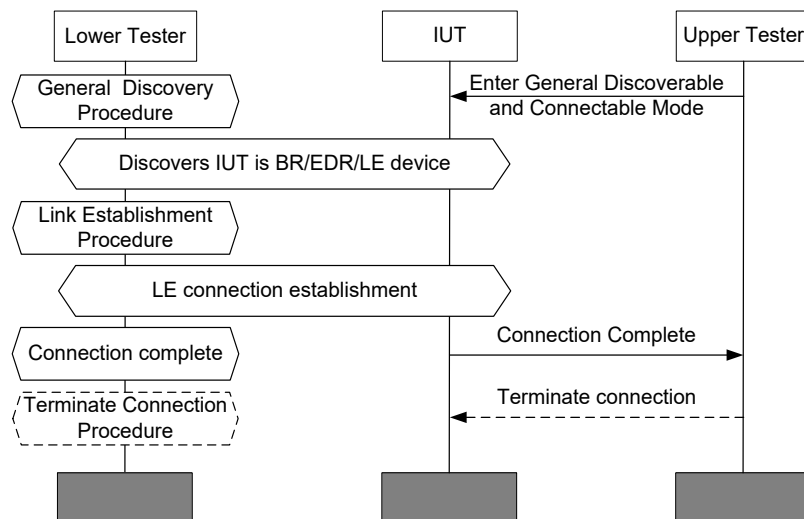 Lower Tester
IUT
Upper Tester
General Discovery
Procedure
Enter General Discoverable
and Connectable Mode
Discovers IUT is BR/EDR/LE device
Link Establishment
Procedure
LE connection establishment
Connection complete
Connection Complete
Terminate Connection
Procedure
Terminate connection